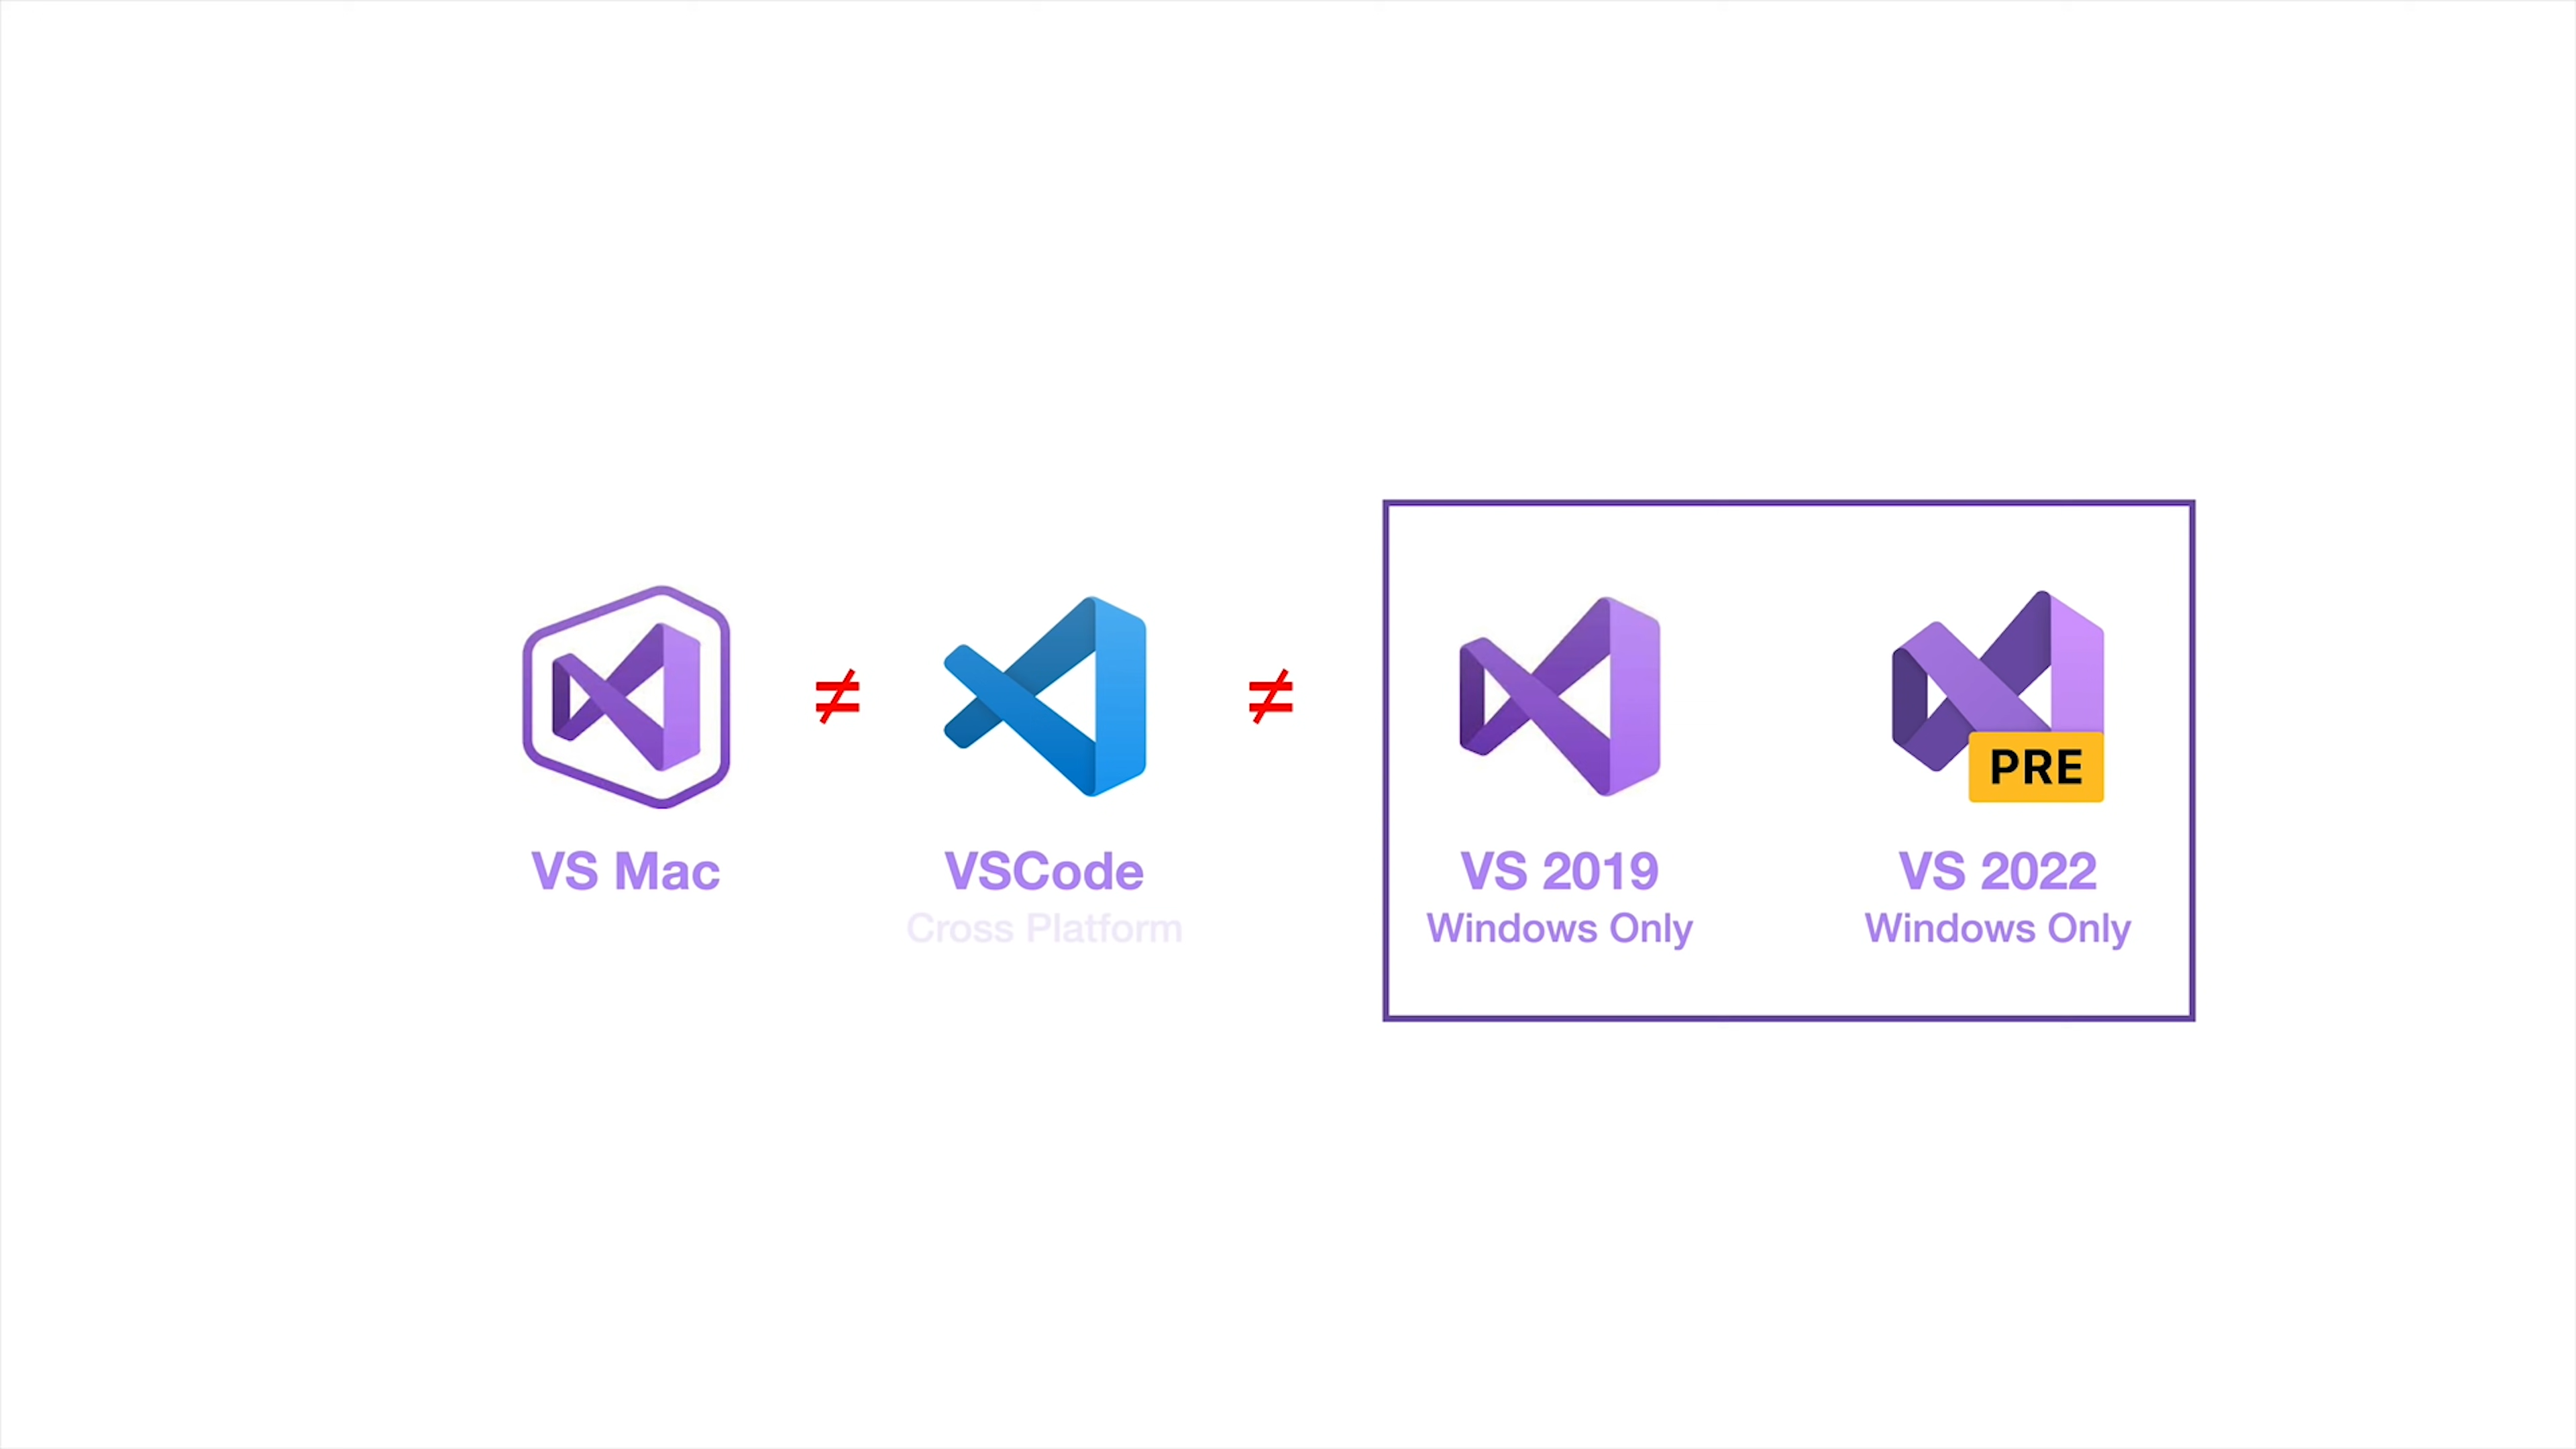 ≠
≠
PRE
VS Mac
VSCode
Cross Platform
VS 2019
Windows Only
VS 2022
Windows Only